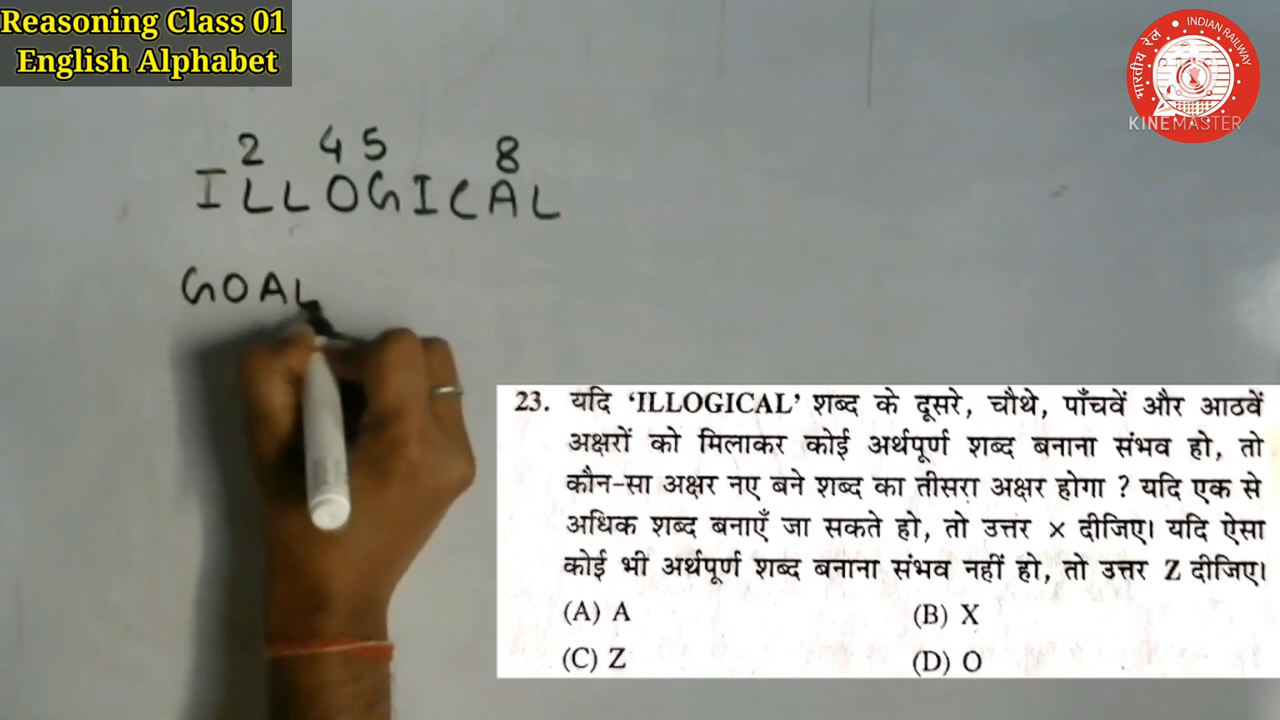 Reasoning Class 01
English Alphabet
भारतीय रेल INDIAN RAILWAY
KINEMASTER
2 4 5 8
ILLOGICAL
GOAL
23. यदि 'ILLOGICAL' शब्द के दूसरे, चौथे, पाँचवें और आठवें
अक्षरों को मिलाकर कोई अर्थपूर्ण शब्द बनाना संभव हो, तो
कौन-सा अक्षर नए बने शब्द का तीसरा अक्षर होगा ? यदि एक से
अधिक शब्द बनाएँ जा सकते हो, तो उत्तर × दीजिए। यदि ऐसा
कोई भी अर्थपूर्ण शब्द बनाना संभव नहीं हो, तो उत्तर Z दीजिए।
(A) A (B) X
(C) Z (D) O